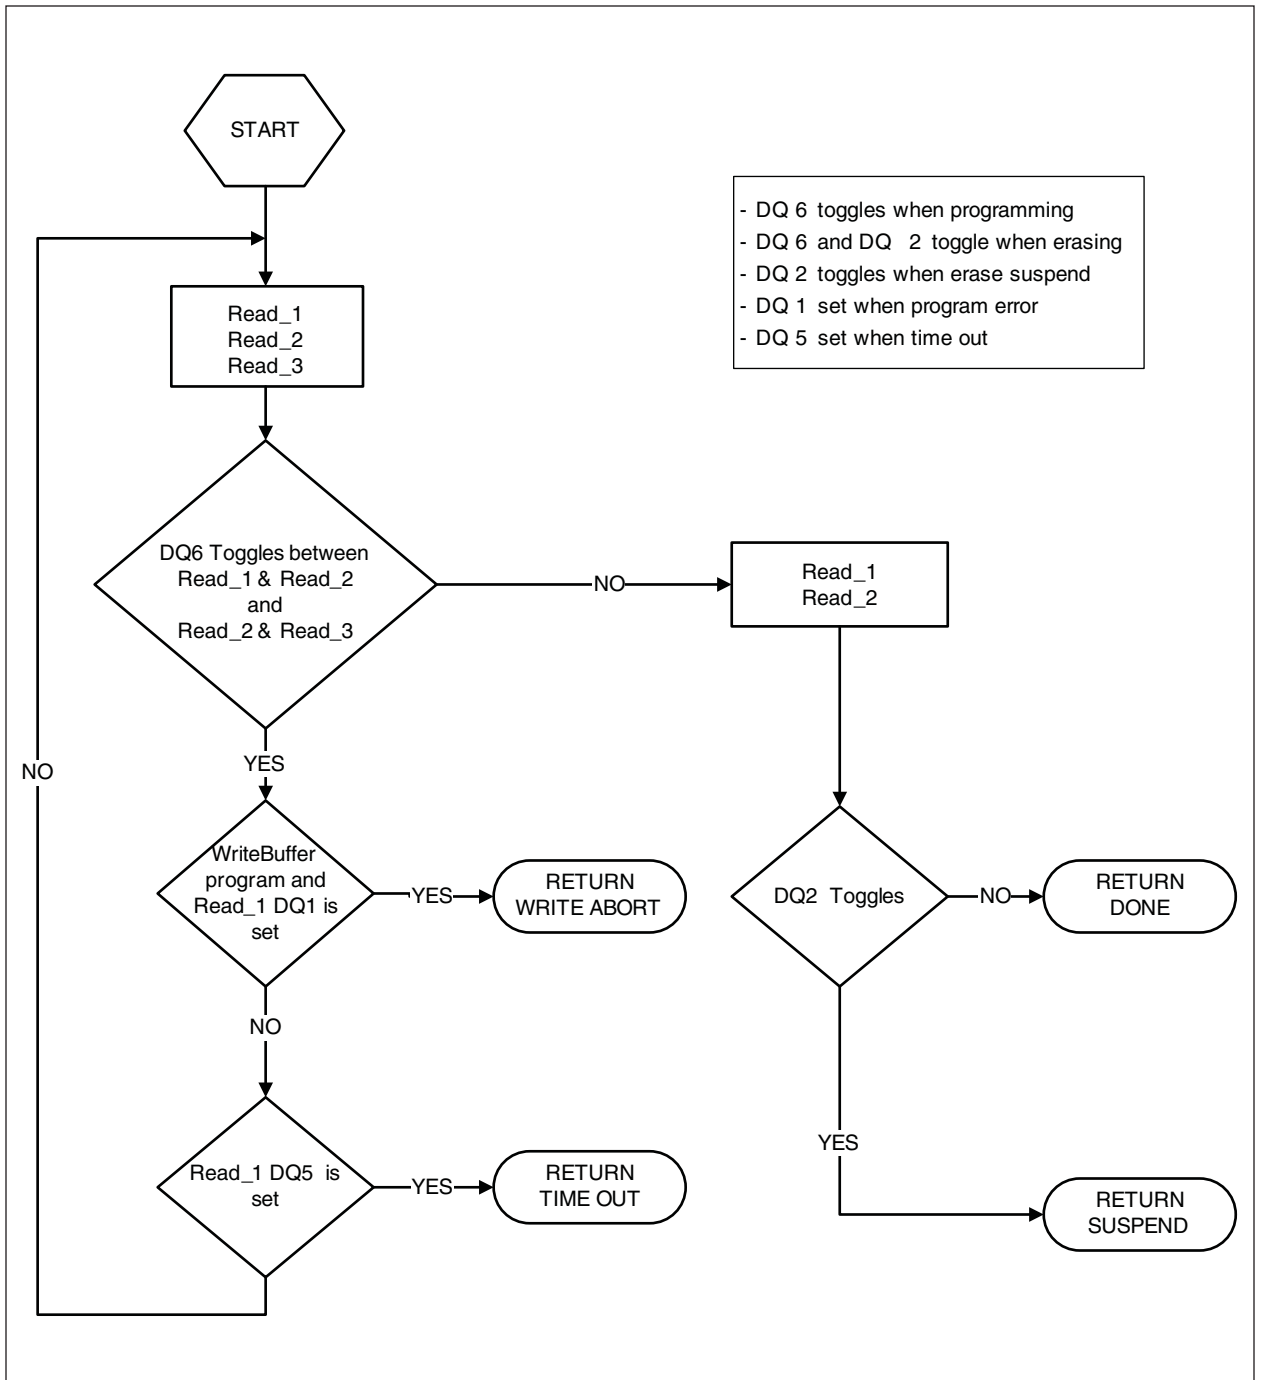 START
- DQ 6 toggles when programming
- DQ 6 and DQ 2 toggle when erasing
- DQ 2 toggles when erase suspend
- DQ 1 set when program error
- DQ 5 set when time out
Read_1
Read_2
Read_3
DQ6 Toggles between
Read_1 & Read_2
and
Read_2 & Read_3
NO
Read_1
Read_2
YES
NO
WriteBuffer
program and
Read_1 DQ1 is
set
YES
RETURN
WRITE ABORT
DQ2 Toggles
NO
RETURN
DONE
NO
YES
Read_1 DQ5 is
set
YES
RETURN
TIME OUT
RETURN
SUSPEND